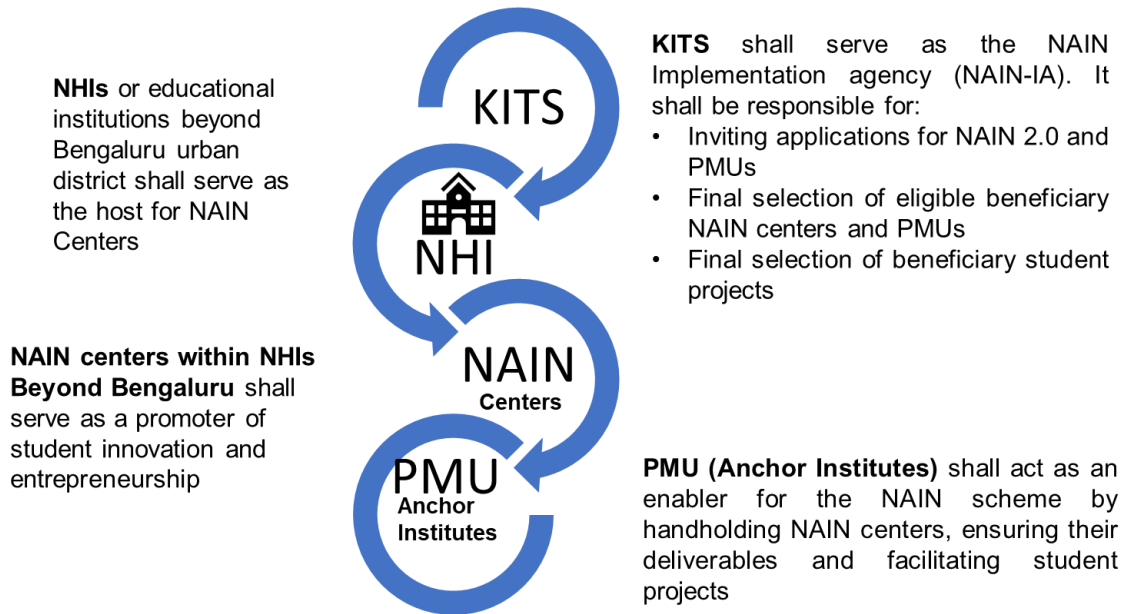 KITS
NHI
NAIN
Centers
PMU
Anchor
Institutes
NHIs or educational
institutions beyond
Bengaluru urban
district shall serve as
the host for NAIN
Centers
KITS shall serve as the NAIN
Implementation agency (NAIN-IA). It
shall be responsible for:
• Inviting applications for NAIN 2.0 and
PMUs
• Final selection of eligible beneficiary
NAIN centers and PMUs
• Final selection of beneficiary student
projects
NAIN centers within NHIs
Beyond Bengaluru shall
serve as a promoter of
student innovation and
entrepreneurship
PMU (Anchor Institutes) shall act as an
enabler for the NAIN scheme by
handholding NAIN centers, ensuring their
deliverables and facilitating student
projects